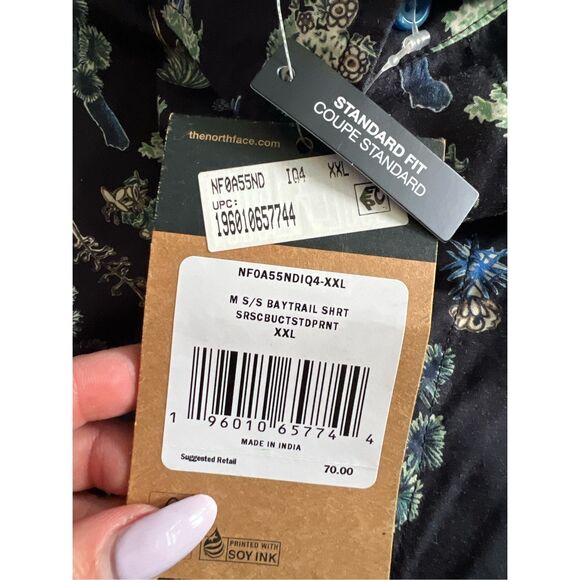 STANDARD FIT
COUPE STANDARD
thenorthface.com
NF0A55ND IQ4 XXL
UPC:
196010657744
NF0A55NDIQ4-XXL
M S/S BAYTRAIL SHRT
SRSCBUCTSTDPRNT
XXL
1 96010 65774 4
MADE IN INDIA
Suggested Retail 70.00
PRINTED WITH
SOY INK